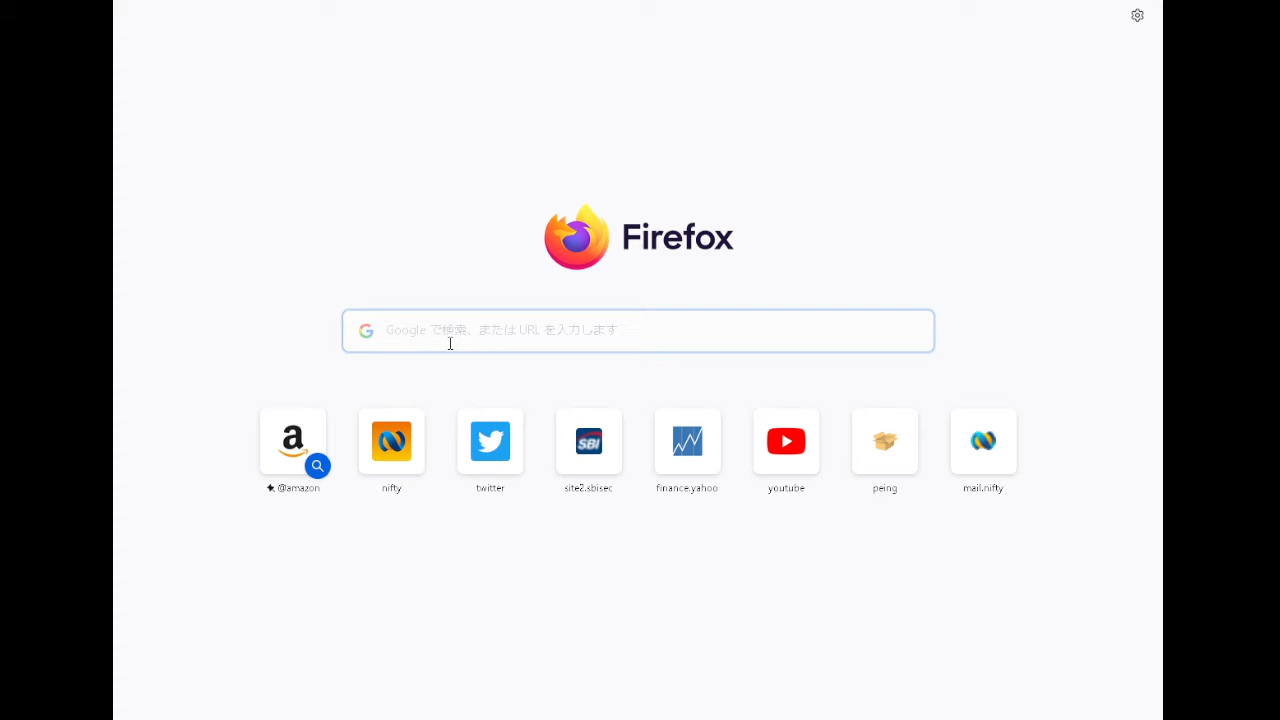 Firefox
Google で検索、または URL を入力します
a
SBI
@amazon
nifty
twitter
site2.sbisec
finance.yahoo
youtube
peing
mail.nifty